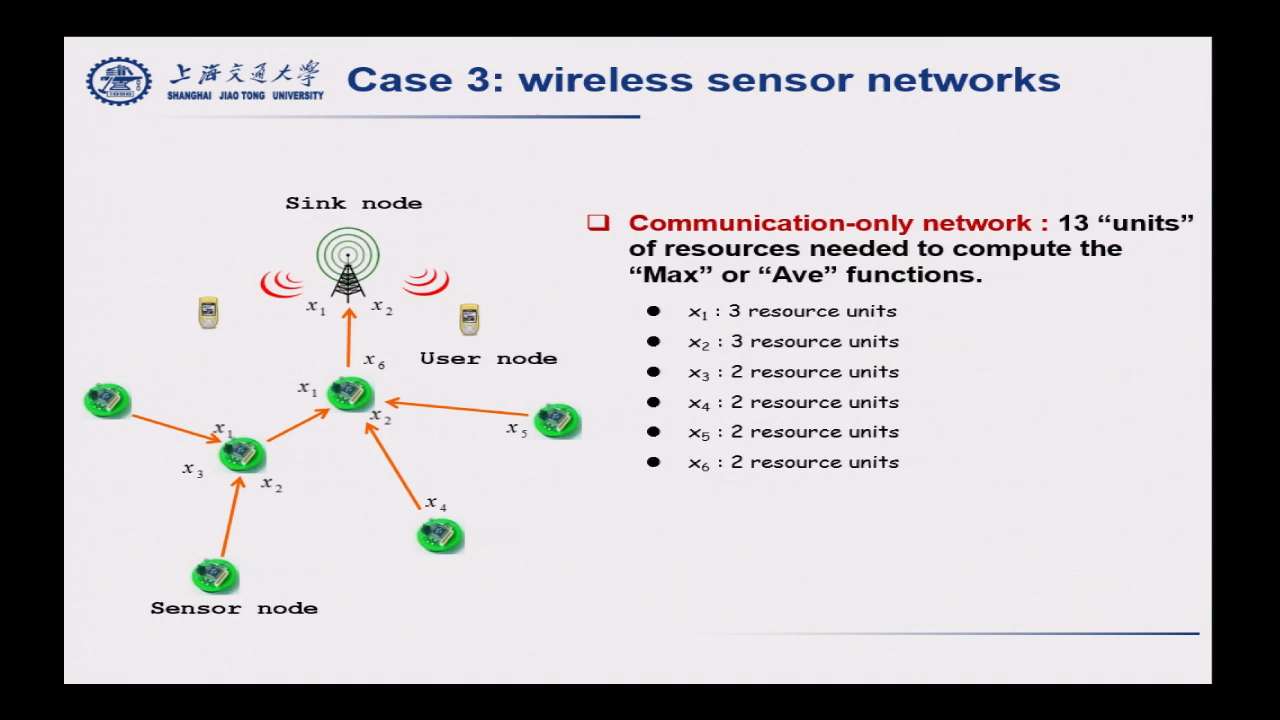 上海交通大学
SHANGHAI JIAO TONG UNIVERSITY
Case 3: wireless sensor networks
Sink node
x1 x2
x6
User node
x1
x2
x5
x1
x3
x2
x4
Sensor node
Communication-only network : 13 “units”
of resources needed to compute the
“Max” or “Ave” functions.
x1 : 3 resource units
x2 : 3 resource units
x3 : 2 resource units
x4 : 2 resource units
x5 : 2 resource units
x6 : 2 resource units